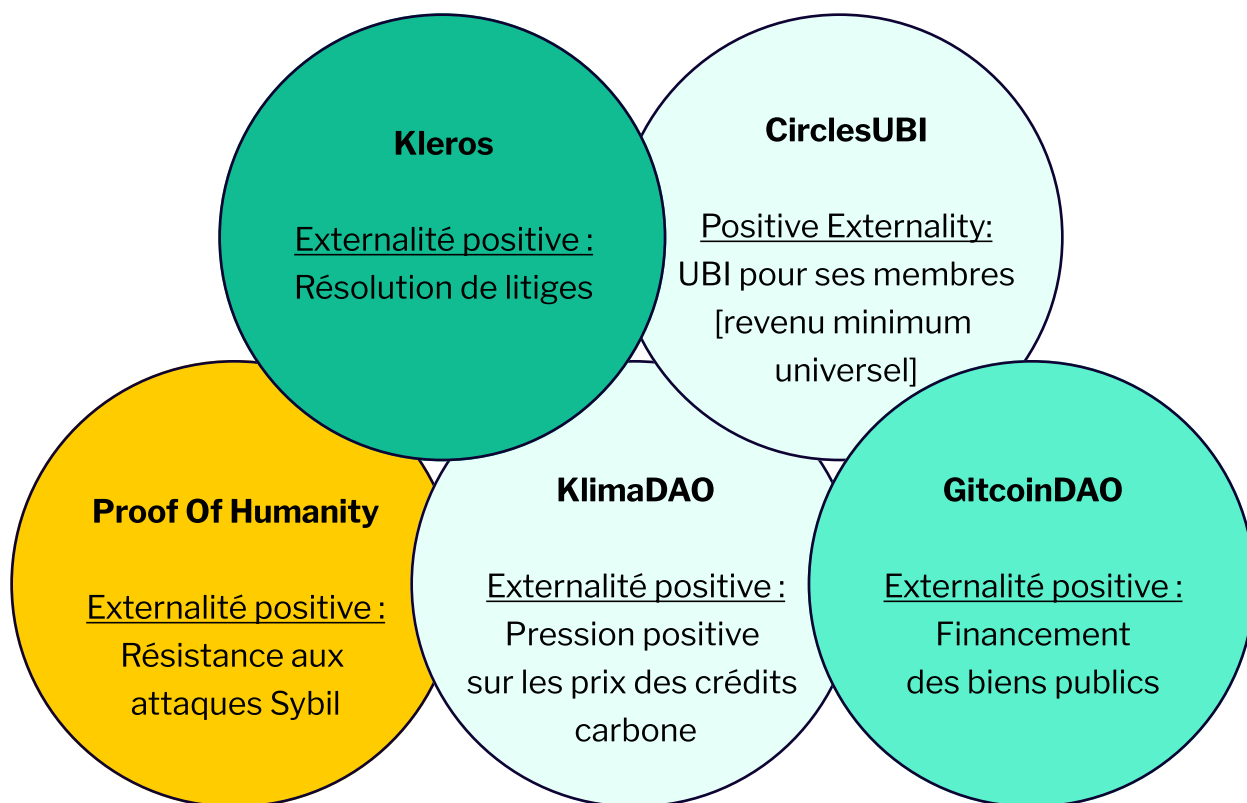 Kleros
Externalité positive :
Résolution de litiges
CirclesUBI
Positive Externality:
UBI pour ses membres
[revenu minimum
universel]
Proof Of Humanity
Externalité positive :
Résistance aux
attaques Sybil
KlimaDAO
Externalité positive :
Pression positive
sur les prix des crédits
carbone
GitcoinDAO
Externalité positive :
Financement
des biens publics